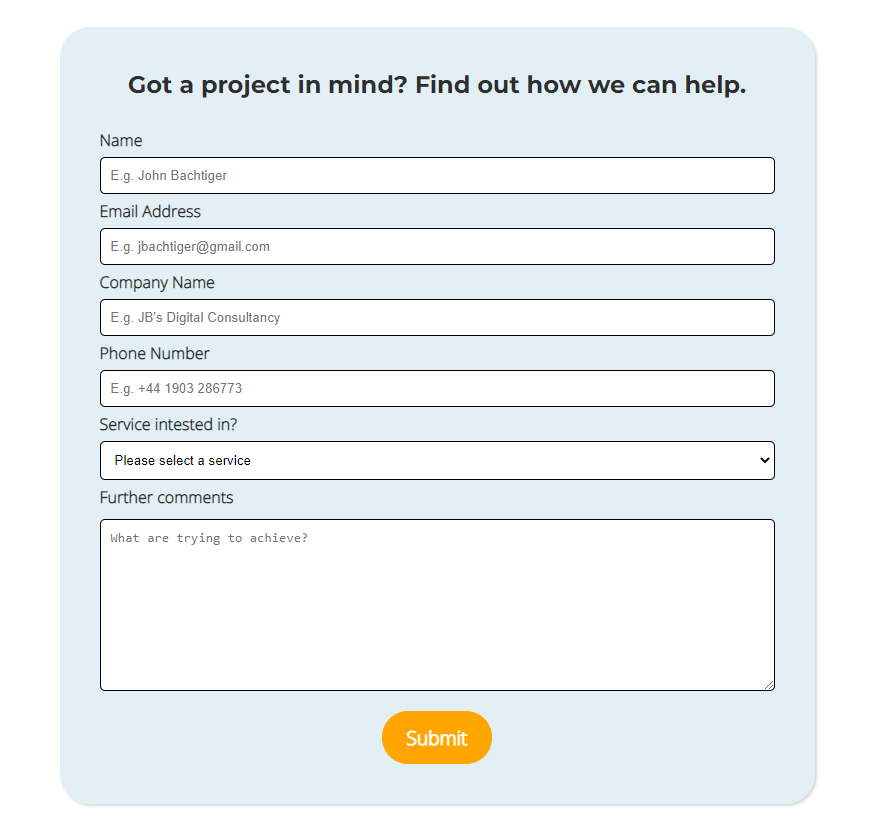 Got a project in mind? Find out how we can help.
Name
E.g. John Bachtiger
Email Address
E.g. jbachtiger@gmail.com
Company Name
E.g. JB's Digital Consultancy
Phone Number
E.g. +44 1903 286773
Service intested in?
Please select a service
Further comments
What are trying to achieve?
Submit